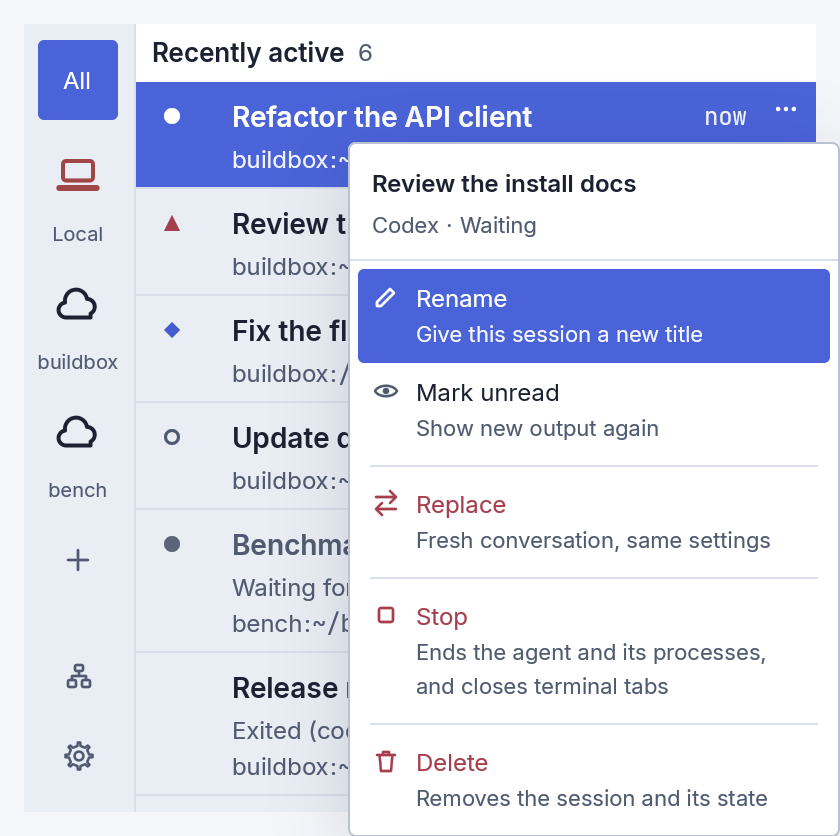 All
Local
buildbox
bench
Recently active 6
Refactor the API client now
buildbox:~
Review t
buildbox:~
Fix the fl
buildbox:/
Update
buildbox:~
Benchma
Waiting for
bench:~/b
Release
Exited (co
buildbox:~
Review the install docs
Codex · Waiting
Rename
Give this session a new title
Mark unread
Show new output again
Replace
Fresh conversation, same settings
Stop
Ends the agent and its processes,
and closes terminal tabs
Delete
Removes the session and its state